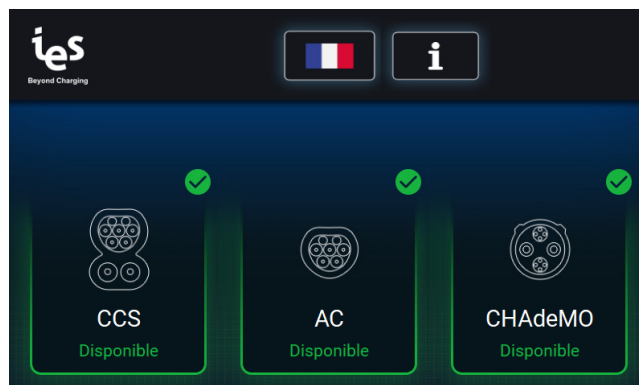 ies
Beyond Charging
i
CCS
Disponible
AC
Disponible
CHAdeMO
Disponible